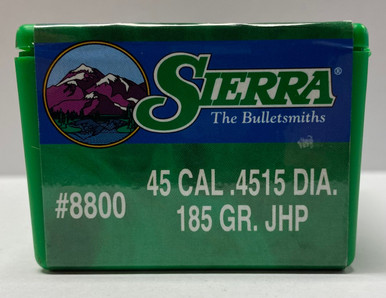 SIERRA®
The Bulletsmiths
#8800
45 CAL .4515 DIA.
185 GR. JHP